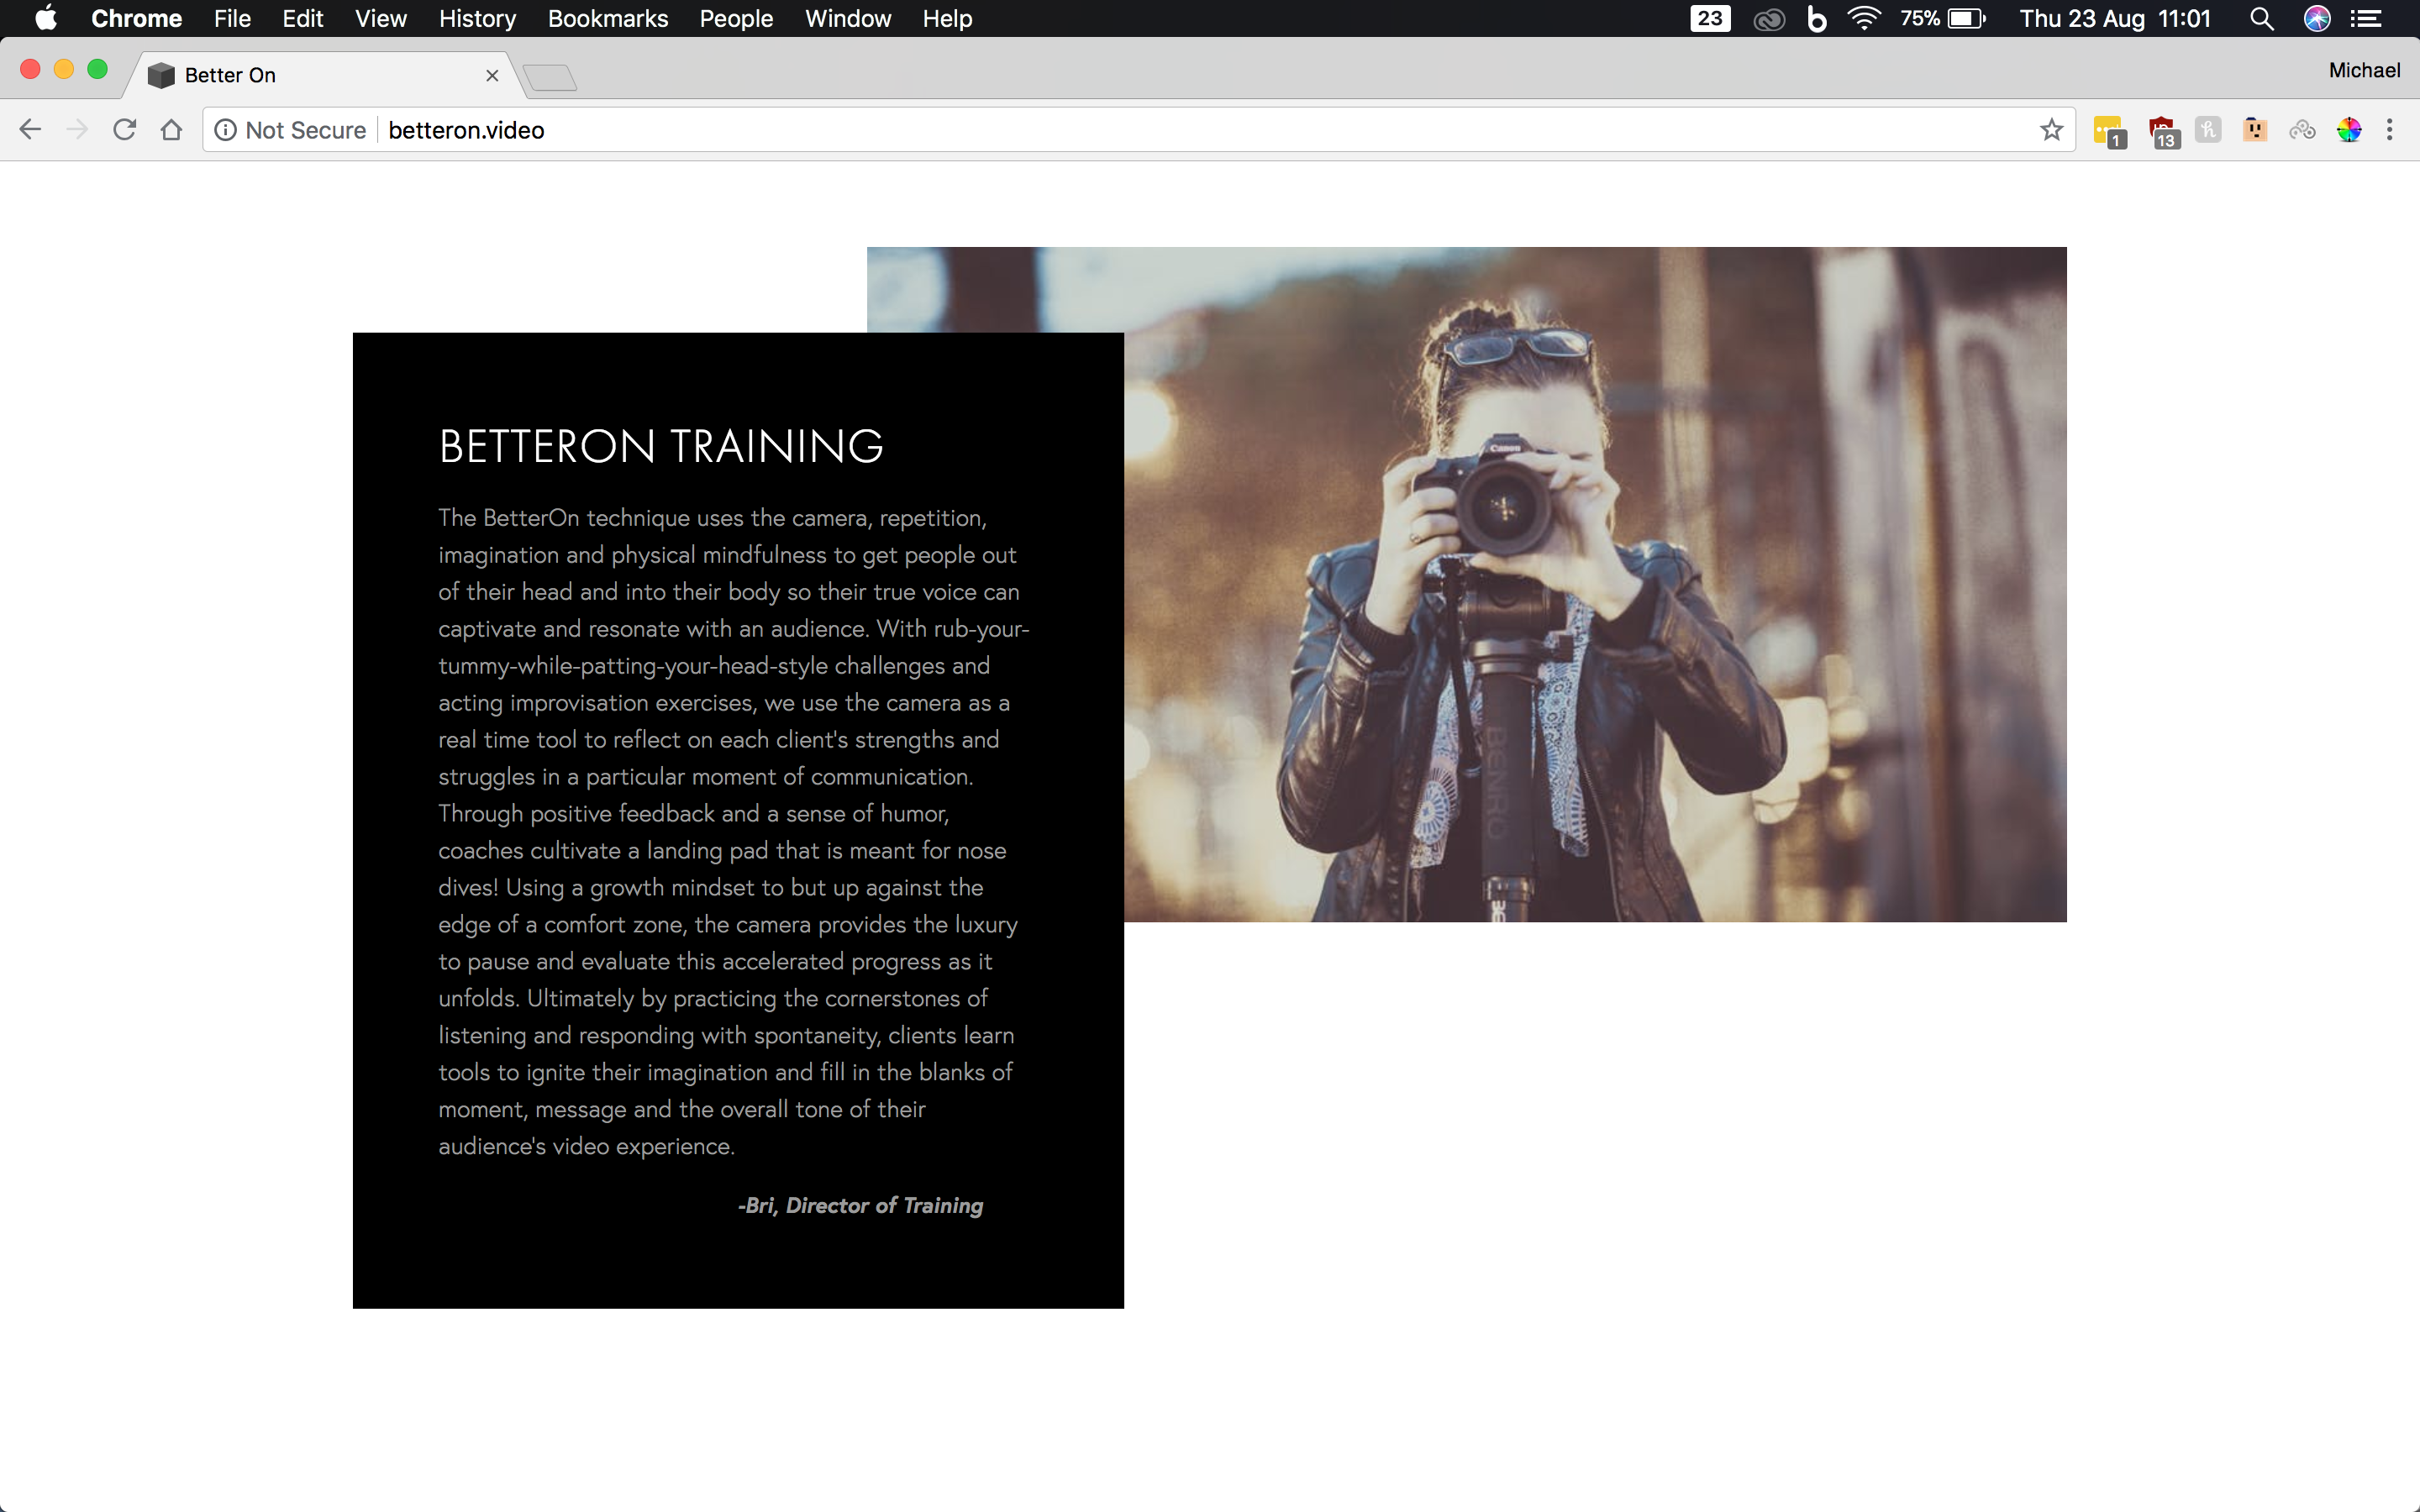 Chrome File Edit View History Bookmarks People Window Help 23 75% Thu 23 Aug 11:01
Better On
Michael
Not Secure betteron.video
1
13
Canon
BENRO
BETTERON TRAINING
The BetterOn technique uses the camera, repetition,
imagination and physical mindfulness to get people out
of their head and into their body so their true voice can
captivate and resonate with an audience. With rub-your-
tummy-while-patting-your-head-style challenges and
acting improvisation exercises, we use the camera as a
real time tool to reflect on each client's strengths and
struggles in a particular moment of communication.
Through positive feedback and a sense of humor,
coaches cultivate a landing pad that is meant for nose
dives! Using a growth mindset to but up against the
edge of a comfort zone, the camera provides the luxury
to pause and evaluate this accelerated progress as it
unfolds. Ultimately by practicing the cornerstones of
listening and responding with spontaneity, clients learn
tools to ignite their imagination and fill in the blanks of
moment, message and the overall tone of their
audience's video experience.
-Bri, Director of Training